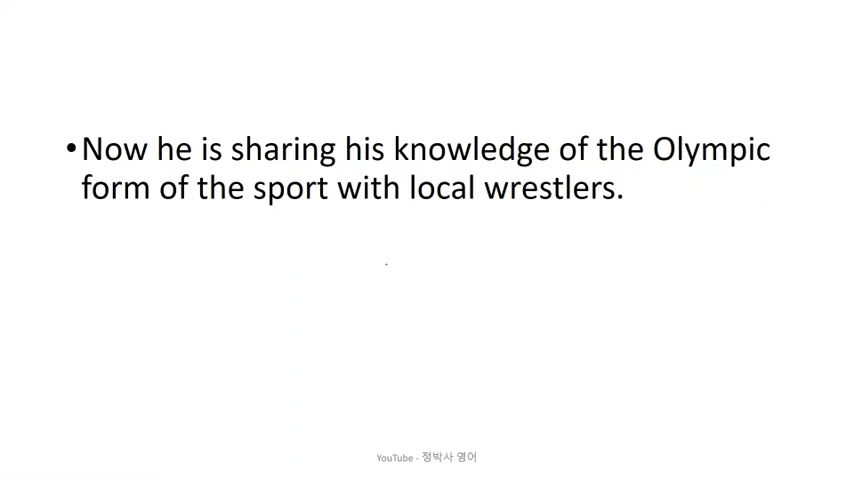 •Now he is sharing his knowledge of the Olympic
form of the sport with local wrestlers.
YouTube - 정박사 영어